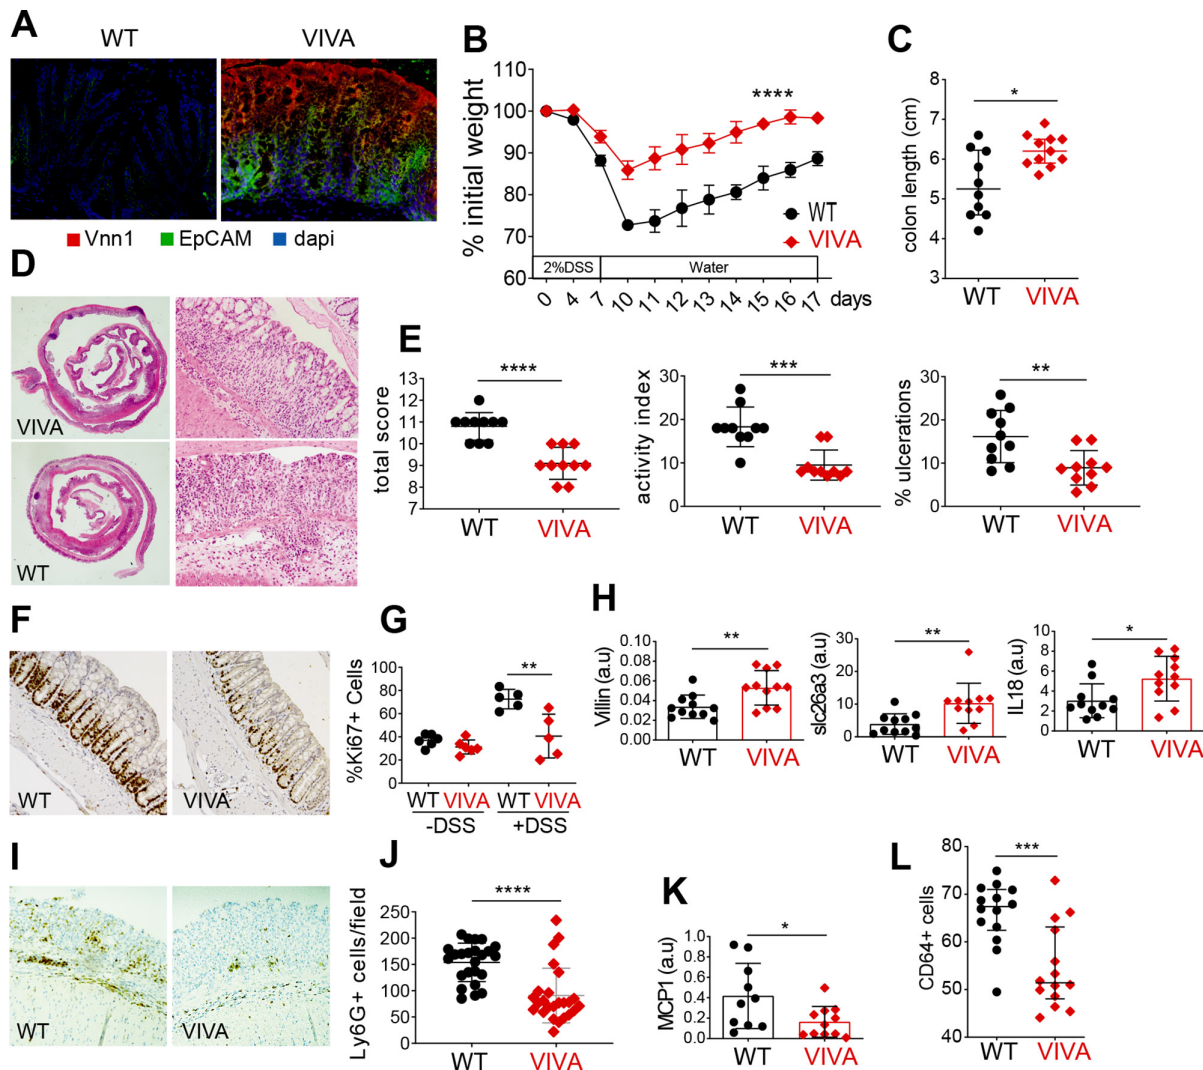 A
WT VIVA
Vnn1 EpCAM dapi
B
% initial weight
110
100
90
80
70
60
****
WT
VIVA
2%DSS Water
0 4 7 10 11 12 13 14 15 16 17 days
C
colon length (cm)
8
7
6
5
4
3
*
WT VIVA
D
VIVA
WT
E
total score
13
12
11
10
9
8
7
****
WT VIVA
activity index
30
20
10
0
***
WT VIVA
% ulcerations
30
20
10
0
**
WT VIVA
F
WT
VIVA
G
%Ki67+ Cells
100
80
60
40
20
0
**
WT VIVA WT VIVA
-DSS +DSS
H
Villin (a.u)
0.10
0.08
0.06
0.04
0.02
0.00
**
WT VIVA
slc26a3 (a.u)
30
20
10
0
**
WT VIVA
IL18 (a.u)
10
8
6
4
2
0
*
WT VIVA
I
WT
VIVA
J
Ly6G+ cells/field
250
200
150
100
50
0
****
WT VIVA
K
MCP1 (a.u)
1.0
0.8
0.6
0.4
0.2
0.0
*
WT VIVA
L
CD64+ cells
80
70
60
50
40
***
WT VIVA